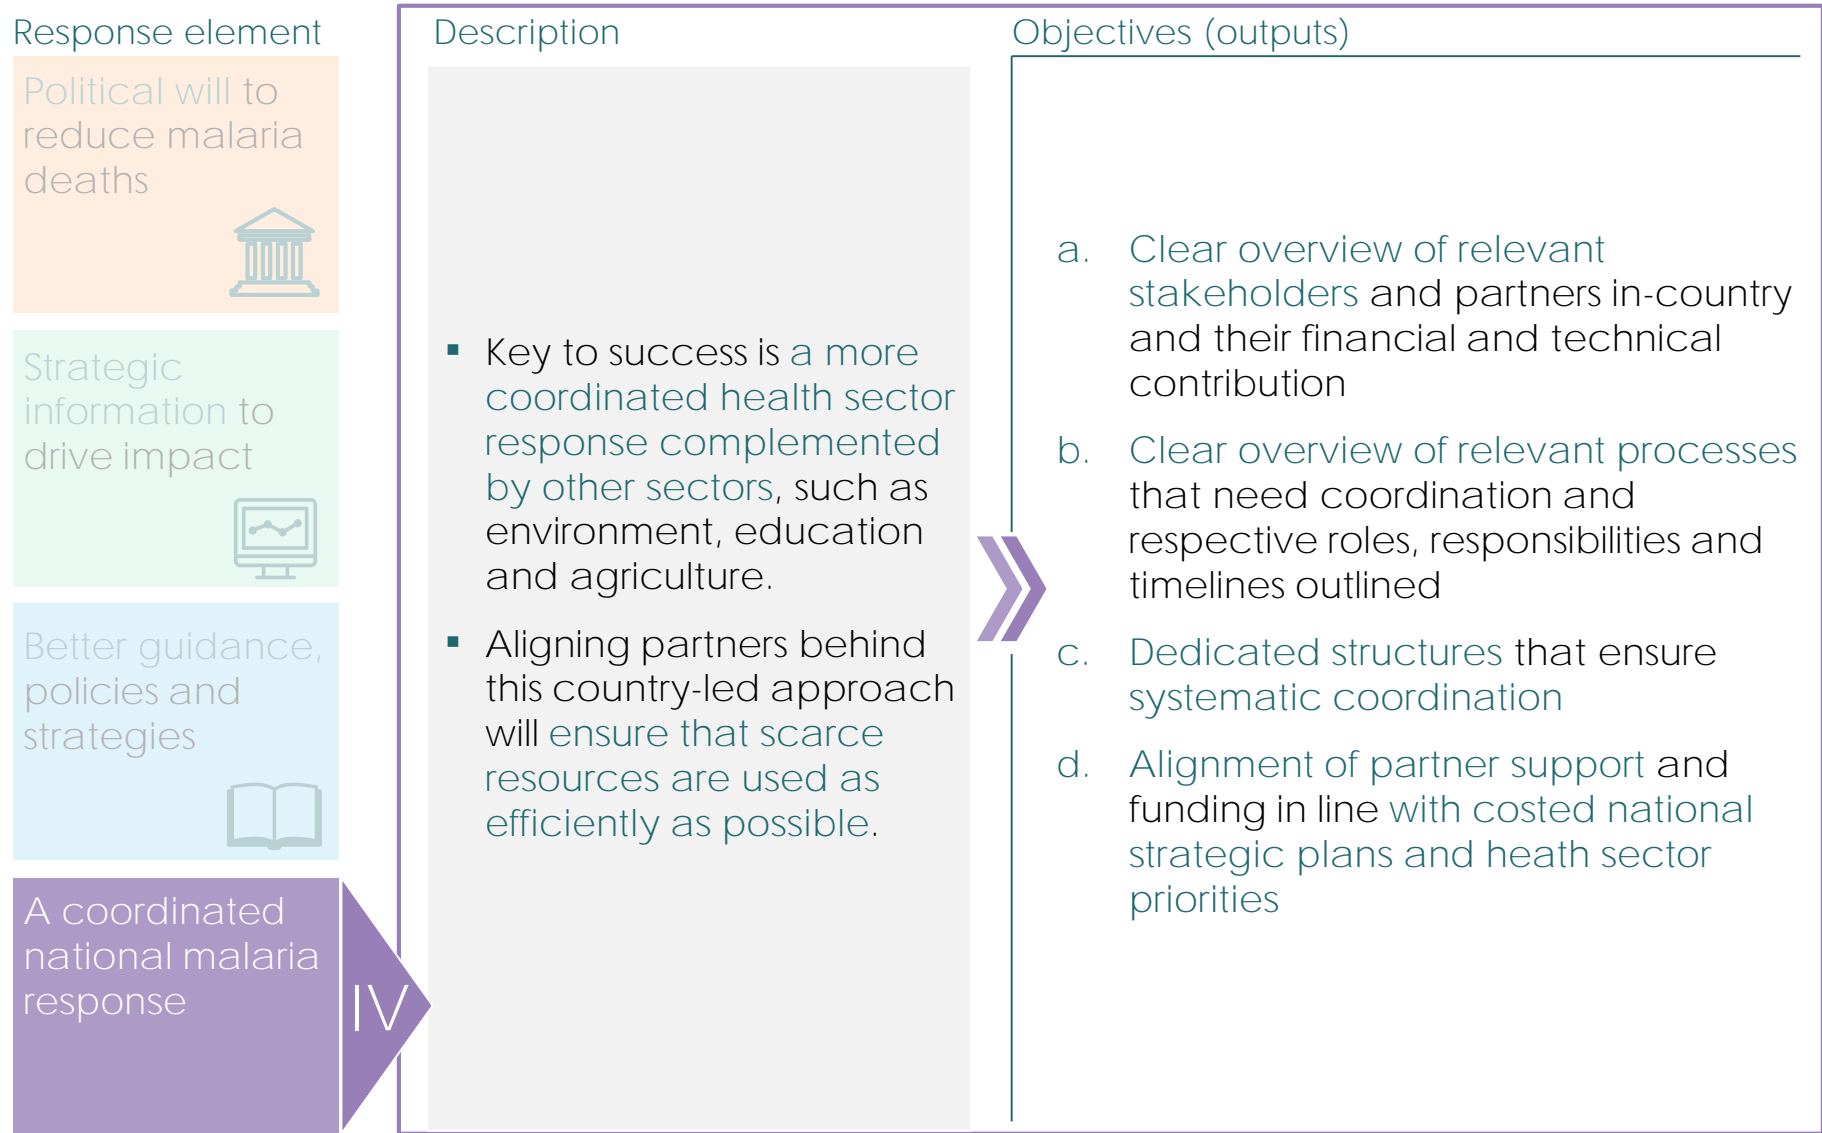 Response element
Political will to
reduce malaria
deaths
Strategic
information to
drive impact
Better guidance,
policies and
strategies
A coordinated
national malaria
response
IV
Description
▪ Key to success is a more
coordinated health sector
response complemented
by other sectors, such as
environment, education
and agriculture.
▪ Aligning partners behind
this country-led approach
will ensure that scarce
resources are used as
efficiently as possible.
Objectives (outputs)
a. Clear overview of relevant
stakeholders and partners in-country
and their financial and technical
contribution
b. Clear overview of relevant processes
that need coordination and
respective roles, responsibilities and
timelines outlined
c. Dedicated structures that ensure
systematic coordination
d. Alignment of partner support and
funding in line with costed national
strategic plans and heath sector
priorities